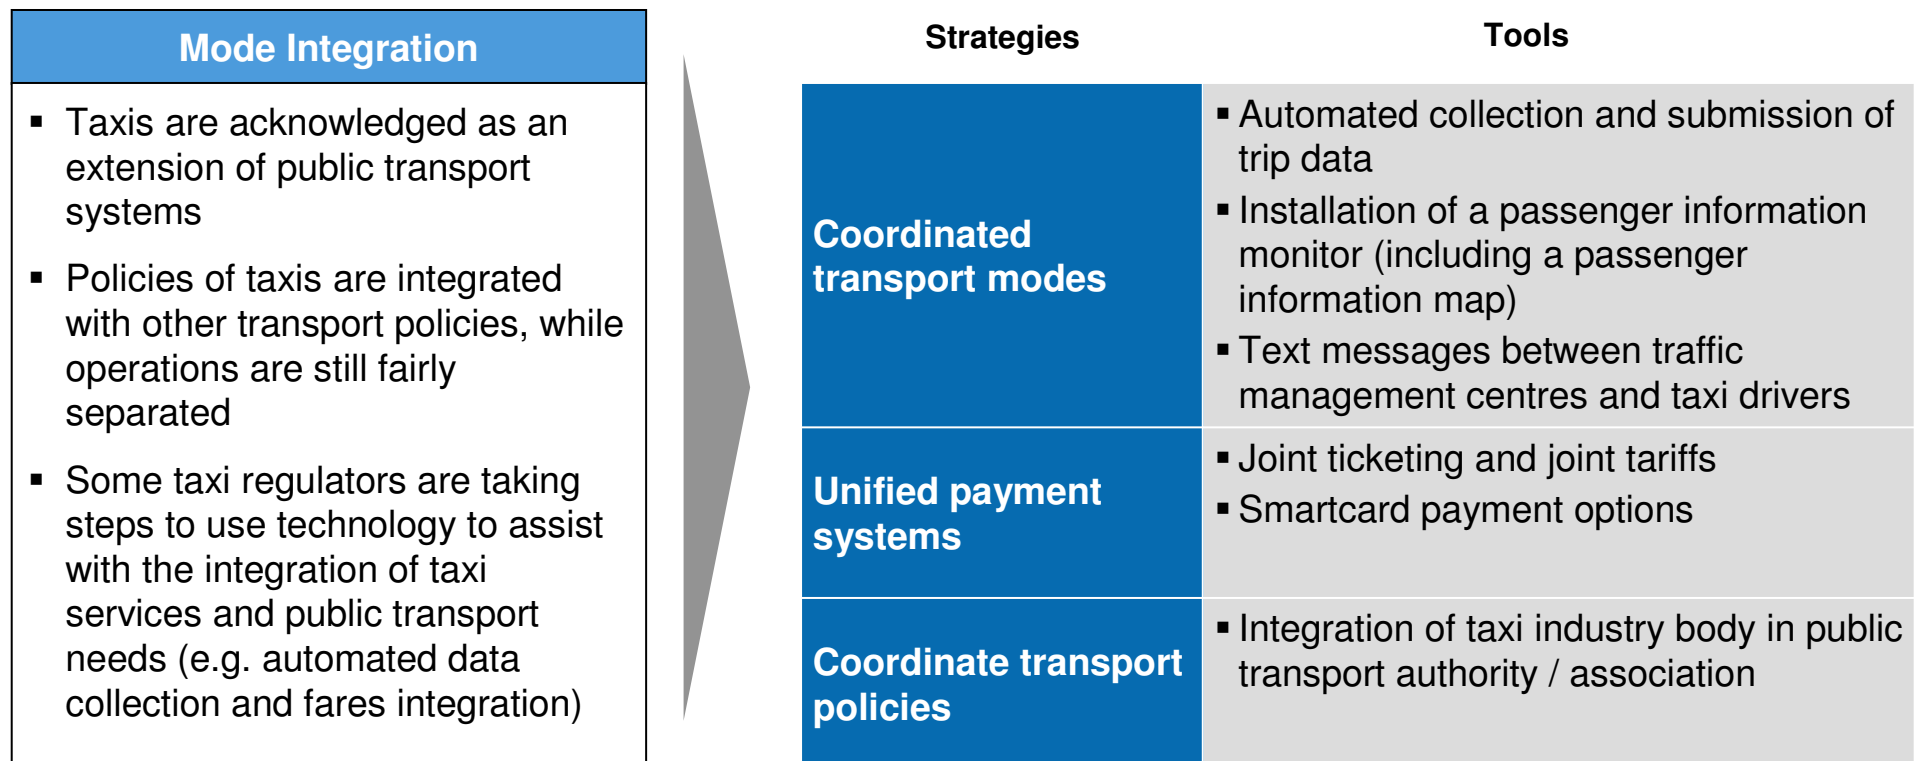 Mode Integration
▪ Taxis are acknowledged as an
extension of public transport
systems
▪ Policies of taxis are integrated
with other transport policies, while
operations are still fairly
separated
▪ Some taxi regulators are taking
steps to use technology to assist
with the integration of taxi
services and public transport
needs (e.g. automated data
collection and fares integration)
Strategies
Tools
Coordinated
transport modes
▪ Automated collection and submission of
trip data
▪ Installation of a passenger information
monitor (including a passenger
information map)
▪ Text messages between traffic
management centres and taxi drivers
Unified payment
systems
▪ Joint ticketing and joint tariffs
▪ Smartcard payment options
Coordinate transport
policies
▪ Integration of taxi industry body in public
transport authority / association